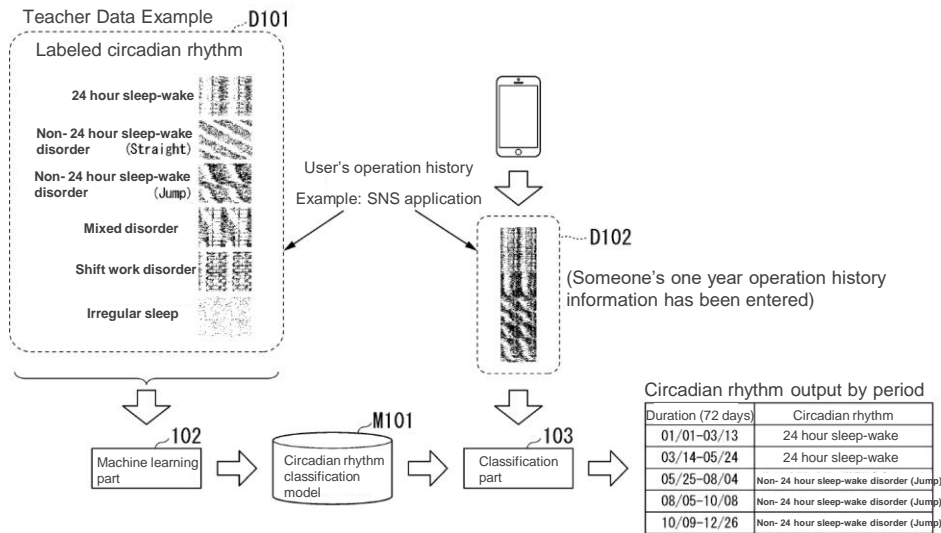 Teacher Data Example
D101
Labeled circadian rhythm
24 hour sleep-wake
Non- 24 hour sleep-wake
disorder (Straight)
Non- 24 hour sleep-wake
disorder (Jump)
Mixed disorder
Shift work disorder
Irregular sleep
User's operation history
Example: SNS application
D102
(Someone's one year operation history
information has been entered)
102
Machine learning
part
M101
Circadian rhythm
classification
model
103
Classification
part
Circadian rhythm output by period
Duration (72 days) Circadian rhythm
01/01-03/13 24 hour sleep-wake
03/14-05/24 24 hour sleep-wake
05/25-08/04 Non- 24 hour sleep-wake disorder (Jump)
08/05-10/08 Non- 24 hour sleep-wake disorder (Jump)
10/09-12/26 Non- 24 hour sleep-wake disorder (Jump)